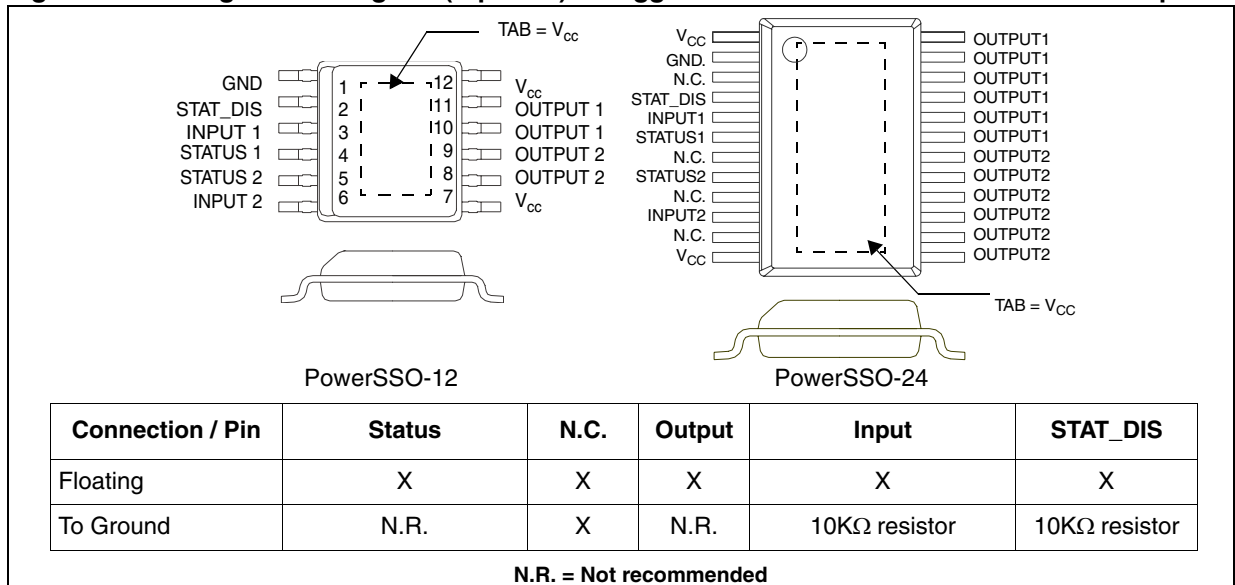 TAB = Vcc
GND
STAT_DIS
INPUT 1
STATUS 1
STATUS 2
INPUT 2
1
2
3
4
5
6
12
11
10
9
8
7
Vcc
OUTPUT 1
OUTPUT 1
OUTPUT 2
OUTPUT 2
Vcc
PowerSSO-12
VCC
GND.
N.C.
STAT_DIS
INPUT1
STATUS1
N.C.
STATUS2
N.C.
INPUT2
N.C.
VCC
OUTPUT1
OUTPUT1
OUTPUT1
OUTPUT1
OUTPUT1
OUTPUT1
OUTPUT2
OUTPUT2
OUTPUT2
OUTPUT2
OUTPUT2
OUTPUT2
TAB = VCC
PowerSSO-24
Connection / Pin Status N.C. Output Input STAT_DIS
Floating X X X X X
To Ground N.R. X N.R. 10KΩ resistor 10KΩ resistor
N.R. = Not recommended